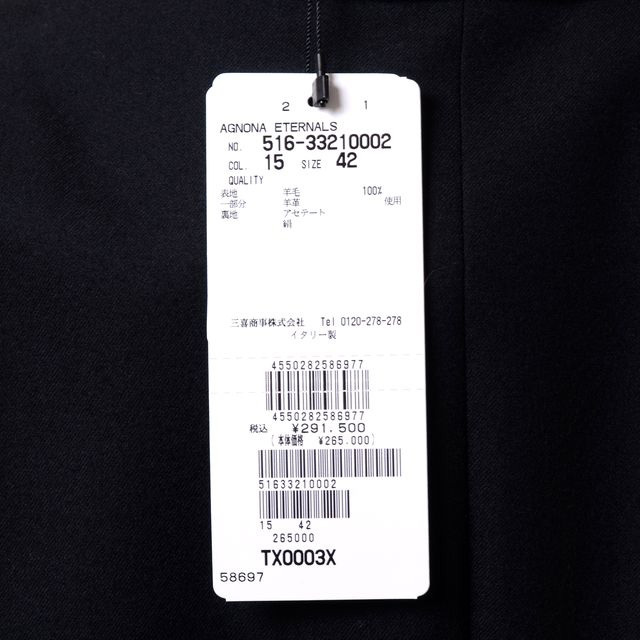 2 1
AGNONA ETERNALS
NO. 516-33210002
COL. 15 SIZE 42
QUALITY
表地 羊毛 100%
一部分 羊革 使用
裏地 アセテート
絹
三喜商事株式会社 Tel 0120-278-278
イタリー製
4550282586977
4550282586977
税込 ¥291.500
(本体価格 ¥265.000)
51633210002
15 42
265000
TX0003X
58697